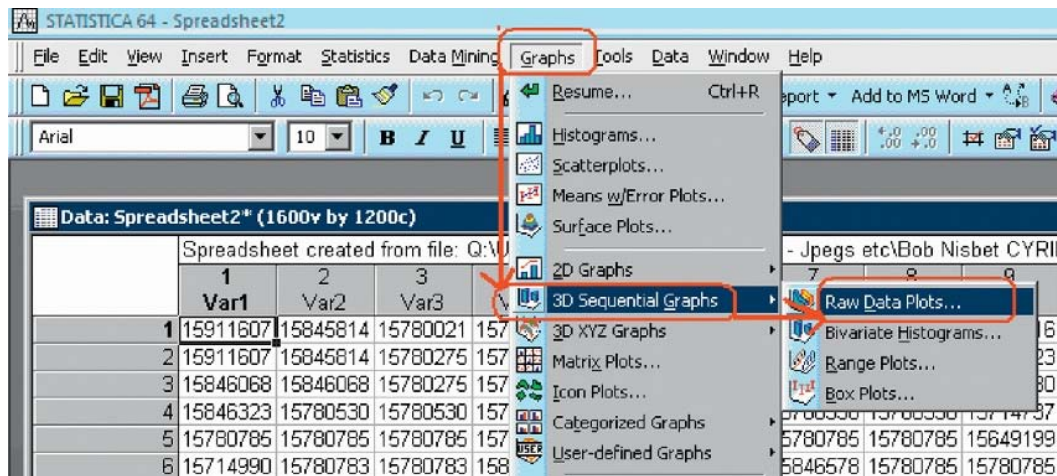 STATISTICA 64 - Spreadsheet2
File Edit View Insert Format Statistics Data Mining Graphs Tools Data Window Help
Resume... Ctrl+R
Add to MS Word
Arial 10 B I U
Histograms...
Scatterplots...
Means w/Error Plots...
Surface Plots...
2D Graphs
3D Sequential Graphs
3D XYZ Graphs
Matrix Plots...
Icon Plots...
Categorized Graphs
User-defined Graphs
Raw Data Plots...
Bivariate Histograms...
Range Plots...
Box Plots...
Data: Spreadsheet2* (1600v by 1200c)
Spreadsheet created from file: - Jpegs etc\Bob Nisbet
1 2 3 7 8 9
Var1 Var2 Var3
1 15911607 15845814 15780021 157
2 15911607 15845814 15780275 157
3 15846068 15846068 15780275 157
4 15846323 15780530 15780530 157
5 15780785 15780785 15780785 157 5780785 15780785 15649199
6 15714990 15780783 15780783 158 5846578 15780785 15780785